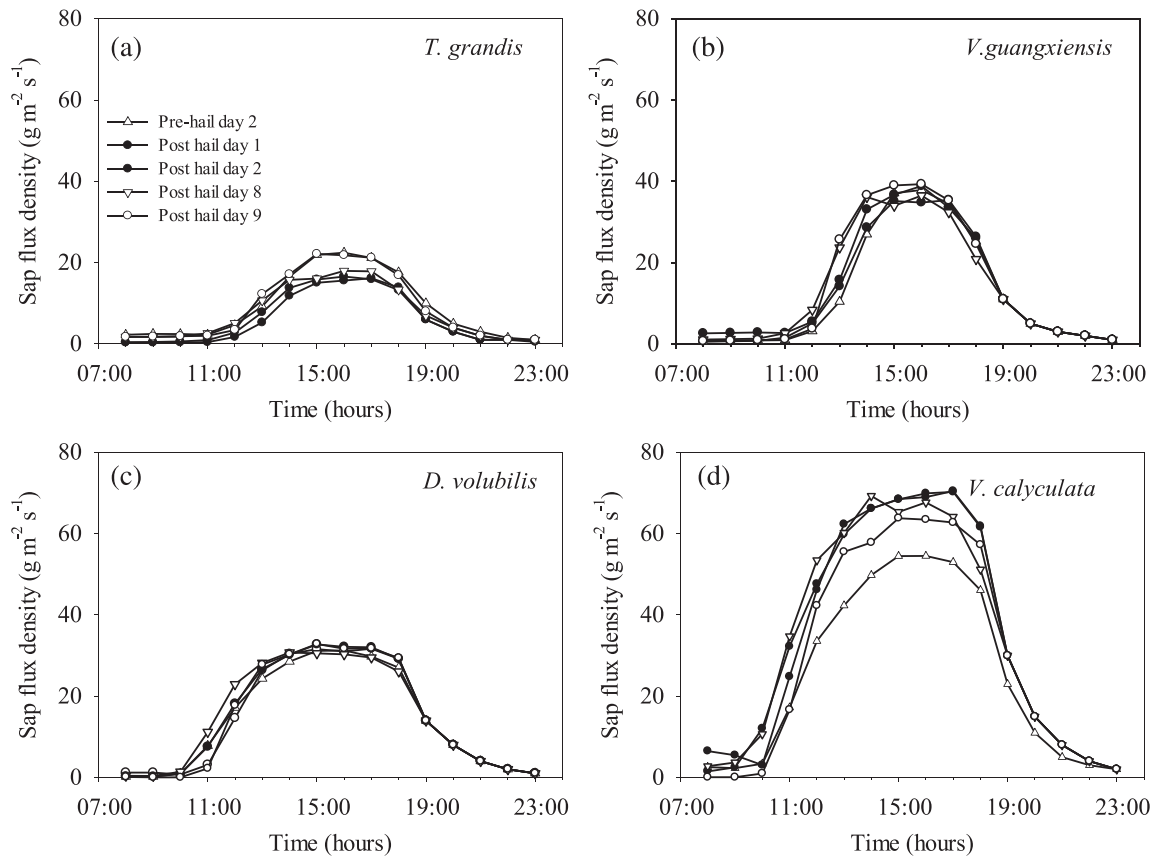 (a)
T. grandis
80
60
40
20
0
Sap flux density (g m⁻² s⁻¹)
Pre-hail day 2
Post hail day 1
Post hail day 2
Post hail day 8
Post hail day 9
07:00 11:00 15:00 19:00 23:00
Time (hours)
(b)
V.guangxiensis
80
60
40
20
0
Sap flux density (g m⁻² s⁻¹)
07:00 11:00 15:00 19:00 23:00
Time (hours)
(c)
D. volubilis
80
60
40
20
0
Sap flux density (g m⁻² s⁻¹)
07:00 11:00 15:00 19:00 23:00
Time (hours)
(d)
V. calyculata
80
60
40
20
0
Sap flux density (g m⁻² s⁻¹)
07:00 11:00 15:00 19:00 23:00
Time (hours)